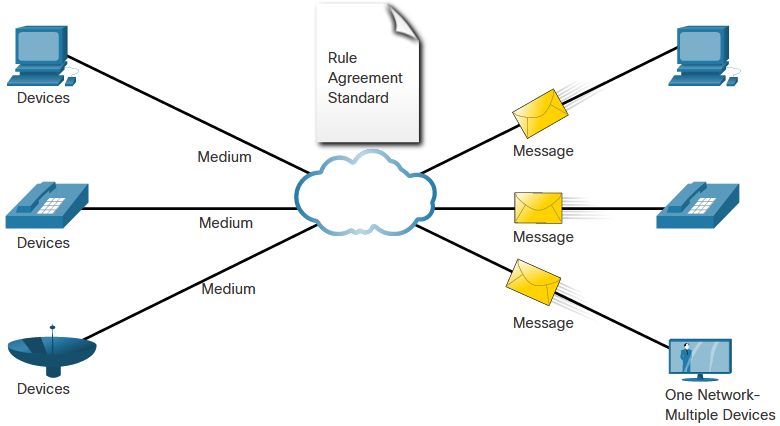 Rule
Agreement
Standard
Devices
Medium
Message
Devices
Medium
Message
Medium
Message
Devices
One Network-
Multiple Devices